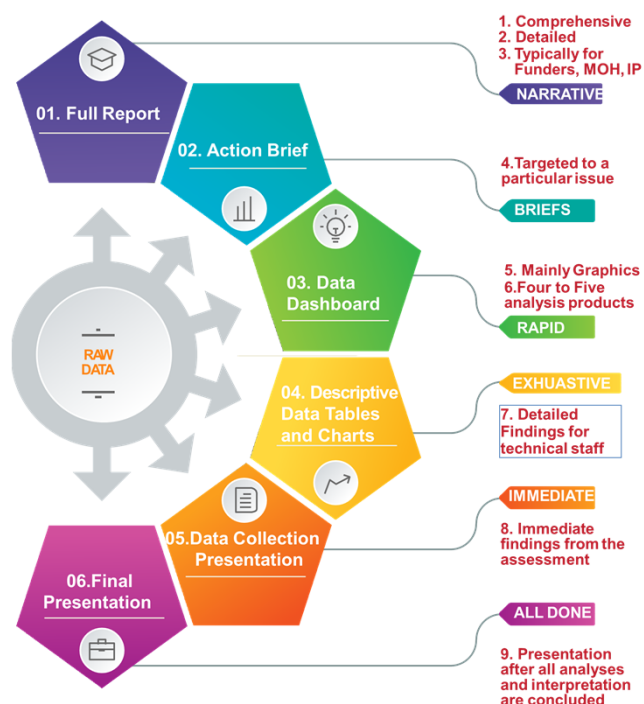 1. Comprehensive
2. Detailed
3. Typically for
Funders, MOH, IP
NARRATIVE
01. Full Report
02. Action Brief
4.Targeted to a
particular issue
BRIEFS
03. Data
Dashboard
5. Mainly Graphics
6.Four to Five
analysis products
RAPID
RAW
DATA
04. Descriptive
Data Tables
and Charts
EXHUASTIVE
7. Detailed
Findings for
technical staff
05.Data Collection
Presentation
IMMEDIATE
8. Immediate
findings from the
assessment
06.Final
Presentation
ALL DONE
9. Presentation
after all analyses
and interpretation
are concluded